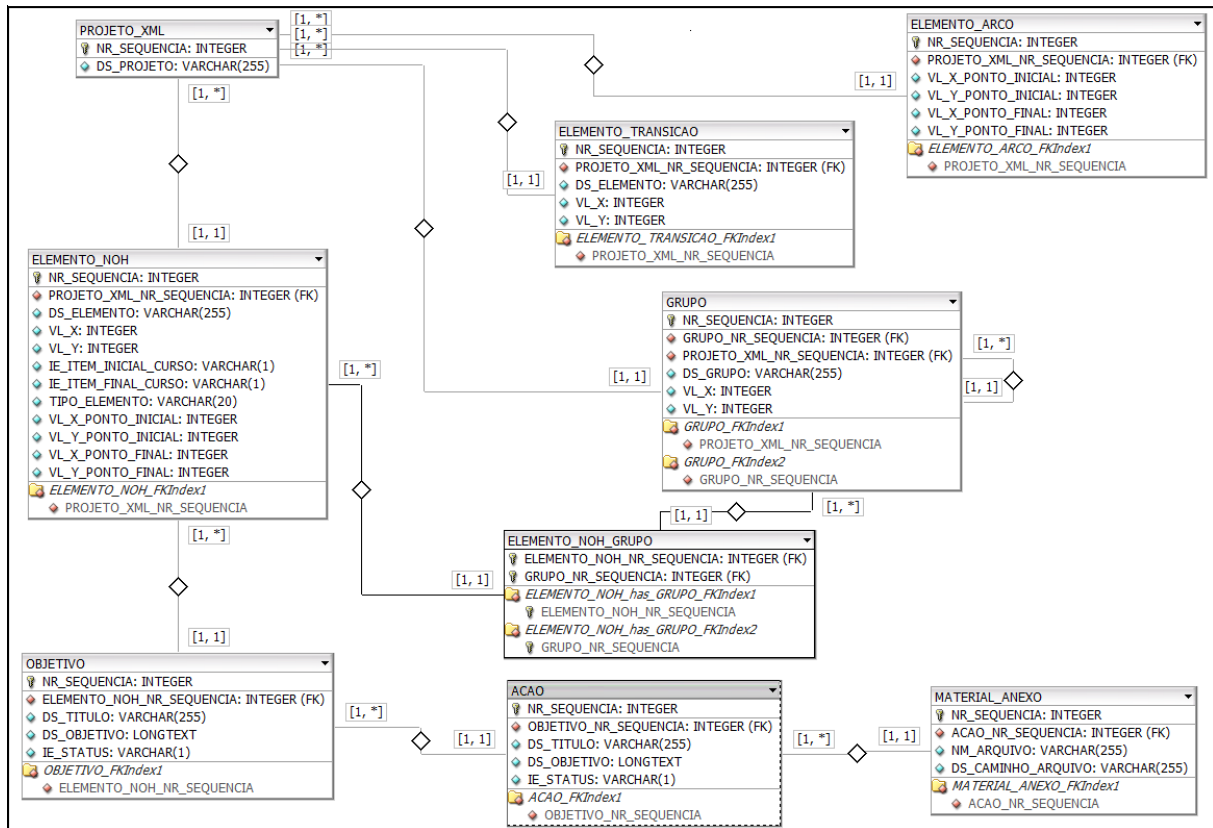 PROJETO_XML
NR_SEQUENCIA: INTEGER
DS_PROJETO: VARCHAR(255)
[1, *]
[1, *]
[1, *]
[1, *]
ELEMENTO_ARCO
NR_SEQUENCIA: INTEGER
PROJETO_XML_NR_SEQUENCIA: INTEGER (FK)
VL_X_PONTO_INICIAL: INTEGER
VL_Y_PONTO_INICIAL: INTEGER
VL_X_PONTO_FINAL: INTEGER
VL_Y_PONTO_FINAL: INTEGER
ELEMENTO_ARCO_FKIndex1
PROJETO_XML_NR_SEQUENCIA
[1, 1]
ELEMENTO_TRANSICAO
NR_SEQUENCIA: INTEGER
PROJETO_XML_NR_SEQUENCIA: INTEGER (FK)
DS_ELEMENTO: VARCHAR(255)
VL_X: INTEGER
VL_Y: INTEGER
ELEMENTO_TRANSICAO_FKIndex1
PROJETO_XML_NR_SEQUENCIA
[1, 1]
[1, 1]
ELEMENTO_NOH
NR_SEQUENCIA: INTEGER
PROJETO_XML_NR_SEQUENCIA: INTEGER (FK)
DS_ELEMENTO: VARCHAR(255)
VL_X: INTEGER
VL_Y: INTEGER
IE_ITEM_INICIAL_CURSO: VARCHAR(1)
IE_ITEM_FINAL_CURSO: VARCHAR(1)
TIPO_ELEMENTO: VARCHAR(20)
VL_X_PONTO_INICIAL: INTEGER
VL_Y_PONTO_INICIAL: INTEGER
VL_X_PONTO_FINAL: INTEGER
VL_Y_PONTO_FINAL: INTEGER
ELEMENTO_NOH_FKIndex1
PROJETO_XML_NR_SEQUENCIA
[1, *]
[1, *]
GRUPO
NR_SEQUENCIA: INTEGER
GRUPO_NR_SEQUENCIA: INTEGER (FK)
PROJETO_XML_NR_SEQUENCIA: INTEGER (FK)
DS_GRUPO: VARCHAR(255)
VL_X: INTEGER
VL_Y: INTEGER
GRUPO_FKIndex1
PROJETO_XML_NR_SEQUENCIA
GRUPO_FKIndex2
GRUPO_NR_SEQUENCIA
[1, 1]
[1, *]
[1, 1]
[1, 1]
[1, *]
ELEMENTO_NOH_GRUPO
ELEMENTO_NOH_NR_SEQUENCIA: INTEGER (FK)
GRUPO_NR_SEQUENCIA: INTEGER (FK)
ELEMENTO_NOH_has_GRUPO_FKIndex1
ELEMENTO_NOH_NR_SEQUENCIA
ELEMENTO_NOH_has_GRUPO_FKIndex2
GRUPO_NR_SEQUENCIA
[1, 1]
[1, 1]
OBJETIVO
NR_SEQUENCIA: INTEGER
ELEMENTO_NOH_NR_SEQUENCIA: INTEGER (FK)
DS_TITULO: VARCHAR(255)
DS_OBJETIVO: LONGTEXT
IE_STATUS: VARCHAR(1)
OBJETIVO_FKIndex1
ELEMENTO_NOH_NR_SEQUENCIA
[1, *]
[1, 1]
ACAO
NR_SEQUENCIA: INTEGER
OBJETIVO_NR_SEQUENCIA: INTEGER (FK)
DS_TITULO: VARCHAR(255)
DS_OBJETIVO: LONGTEXT
IE_STATUS: VARCHAR(1)
ACAO_FKIndex1
OBJETIVO_NR_SEQUENCIA
[1, *]
[1, 1]
MATERIAL_ANEXO
NR_SEQUENCIA: INTEGER
ACAO_NR_SEQUENCIA: INTEGER (FK)
NM_ARQUIVO: VARCHAR(255)
DS_CAMINHO_ARQUIVO: VARCHAR(255)
MATERIAL_ANEXO_FKIndex1
ACAO_NR_SEQUENCIA